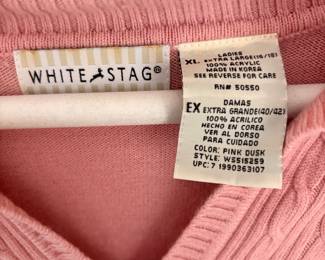 WHITE STAG®
LADIES
XL EXTRA LARGE(16/18)
100% ACRYLIC
MADE IN KOREA
SEE REVERSE FOR CARE
RN# 50550
DAMAS
EX EXTRA GRANDE(40/42)
100% ACRILICO
HECHO EN COREA
VER AL DORSO
PARA CUIDADO
COLOR: PINK DUSK
STYLE: WS515259
UPC: 7 1990363107